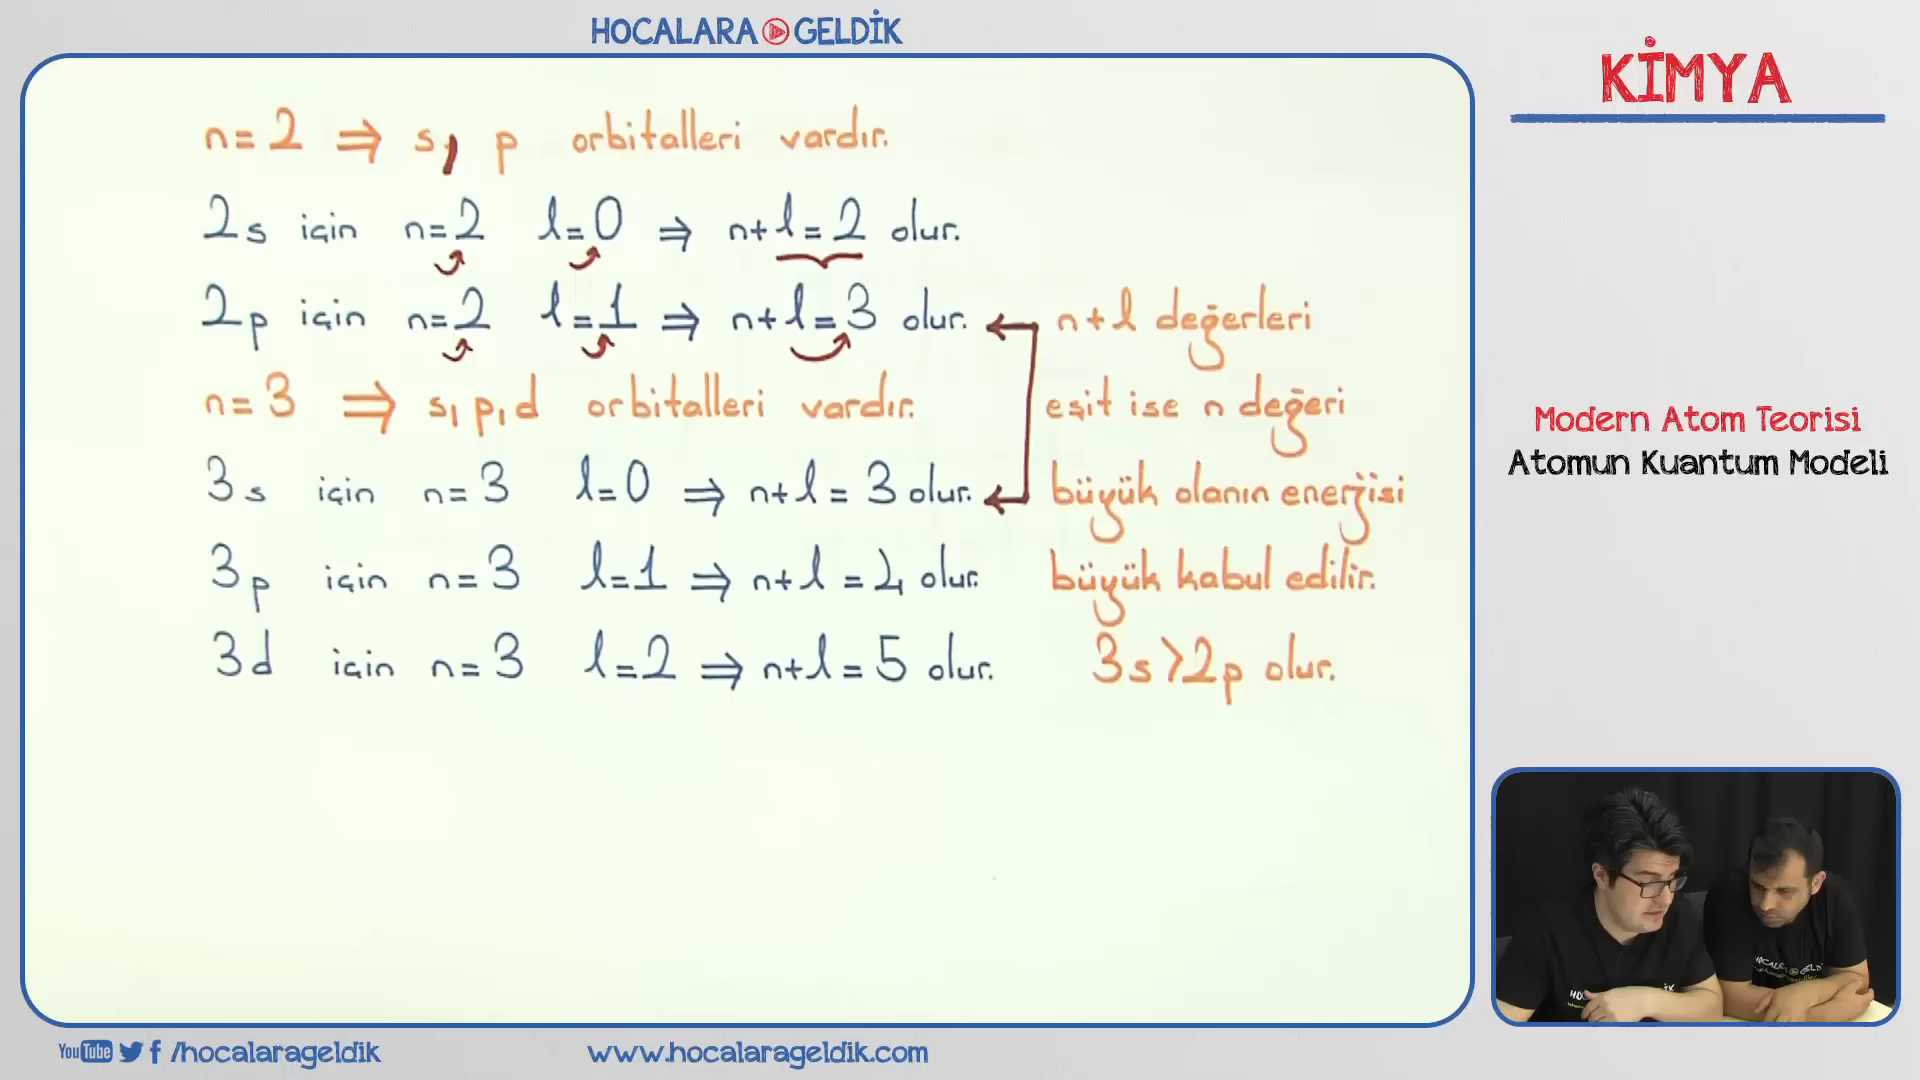 HOCALARA GELDİK
n=2 ⇒ s, p orbitalleri vardır.
2s için n=2 l=0 ⇒ n+l=2 olur.
2p için n=2 l=1 ⇒ n+l=3 olur. ← n+l değerleri
n=3 ⇒ s, p, d orbitalleri vardır. eşit ise n değeri
3s için n=3 l=0 ⇒ n+l=3 olur. ← büyük olanın enerjisi
3p için n=3 l=1 ⇒ n+l=4 olur. büyük kabul edilir.
3d için n=3 l=2 ⇒ n+l=5 olur. 3s>2p olur.
KİMYA
Modern Atom Teorisi
Atomun Kuantum Modeli
YouTube /hocalarageldik
www.hocalarageldik.com